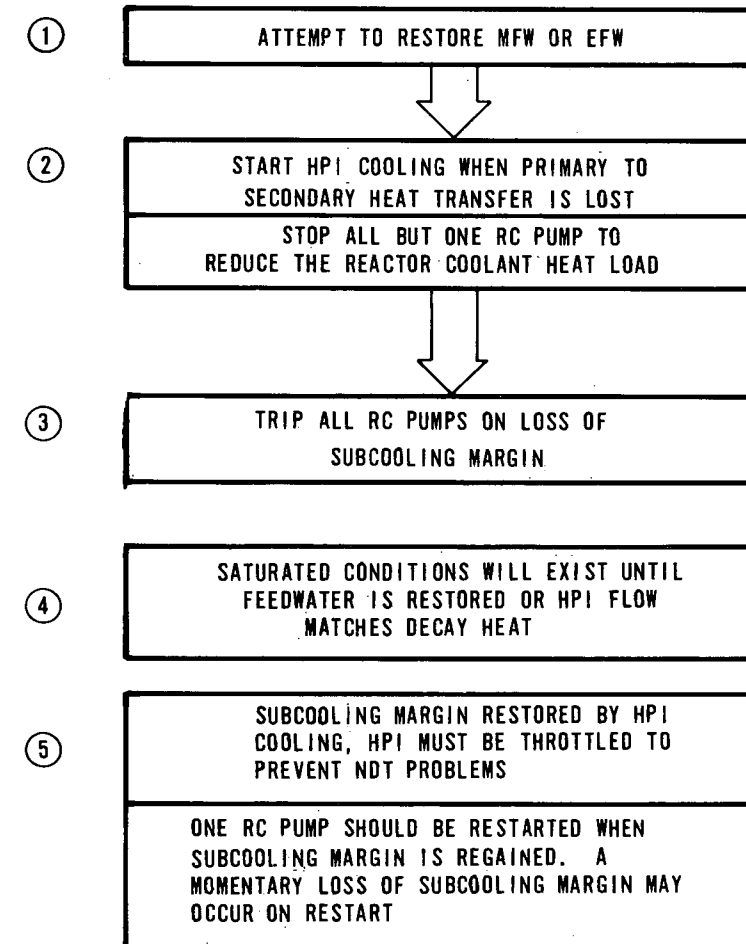 1
ATTEMPT TO RESTORE MFW OR EFW
2
START HPI COOLING WHEN PRIMARY TO
SECONDARY HEAT TRANSFER IS LOST
STOP ALL BUT ONE RC PUMP TO
REDUCE THE REACTOR COOLANT HEAT LOAD
3
TRIP ALL RC PUMPS ON LOSS OF
SUBCOOLING MARGIN
4
SATURATED CONDITIONS WILL EXIST UNTIL
FEEDWATER IS RESTORED OR HPI FLOW
MATCHES DECAY HEAT
5
SUBCOOLING MARGIN RESTORED BY HPI
COOLING, HPI MUST BE THROTTLED TO
PREVENT NDT PROBLEMS
ONE RC PUMP SHOULD BE RESTARTED WHEN
SUBCOOLING MARGIN IS REGAINED. A
MOMENTARY LOSS OF SUBCOOLING MARGIN MAY
OCCUR ON RESTART